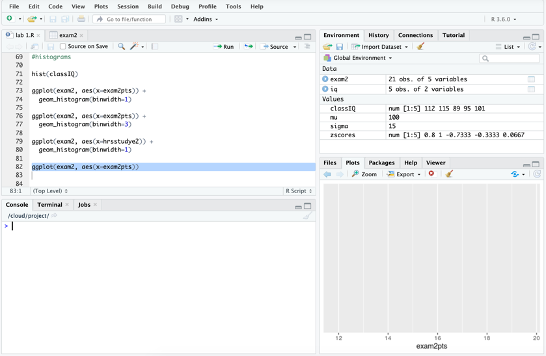 File Edit Code View Plots Session Build Debug Profile Tools Help
Go to file/function Addins R 3.6.0
lab 1.R exam2
Source on Save Run Source
69 #histograms
70
71 hist(classIQ)
72
73 ggplot(exam2, aes(x=exam2pts)) +
74 geom_histogram(binwidth=1)
75
76 ggplot(exam2, aes(x=exam2pts)) +
77 geom_histogram(binwidth=3)
78
79 ggplot(exam2, aes(x=hrsstudye2)) +
80 geom_histogram(binwidth=1)
81
82 ggplot(exam2, aes(x=exam2pts))
83
84
83:1 (Top Level) R Script
Console Terminal Jobs
/cloud/project/
>
Environment History Connections Tutorial
Import Dataset List
Global Environment
Data
exam2 21 obs. of 5 variables
iq 5 obs. of 2 variables
Values
classIQ num [1:5] 112 115 89 95 101
mu 100
sigma 15
zscores num [1:5] 0.8 1 -0.7333 -0.3333 0.0667
Files Plots Packages Help Viewer
Zoom Export
12 14 16 18 20
exam2pts